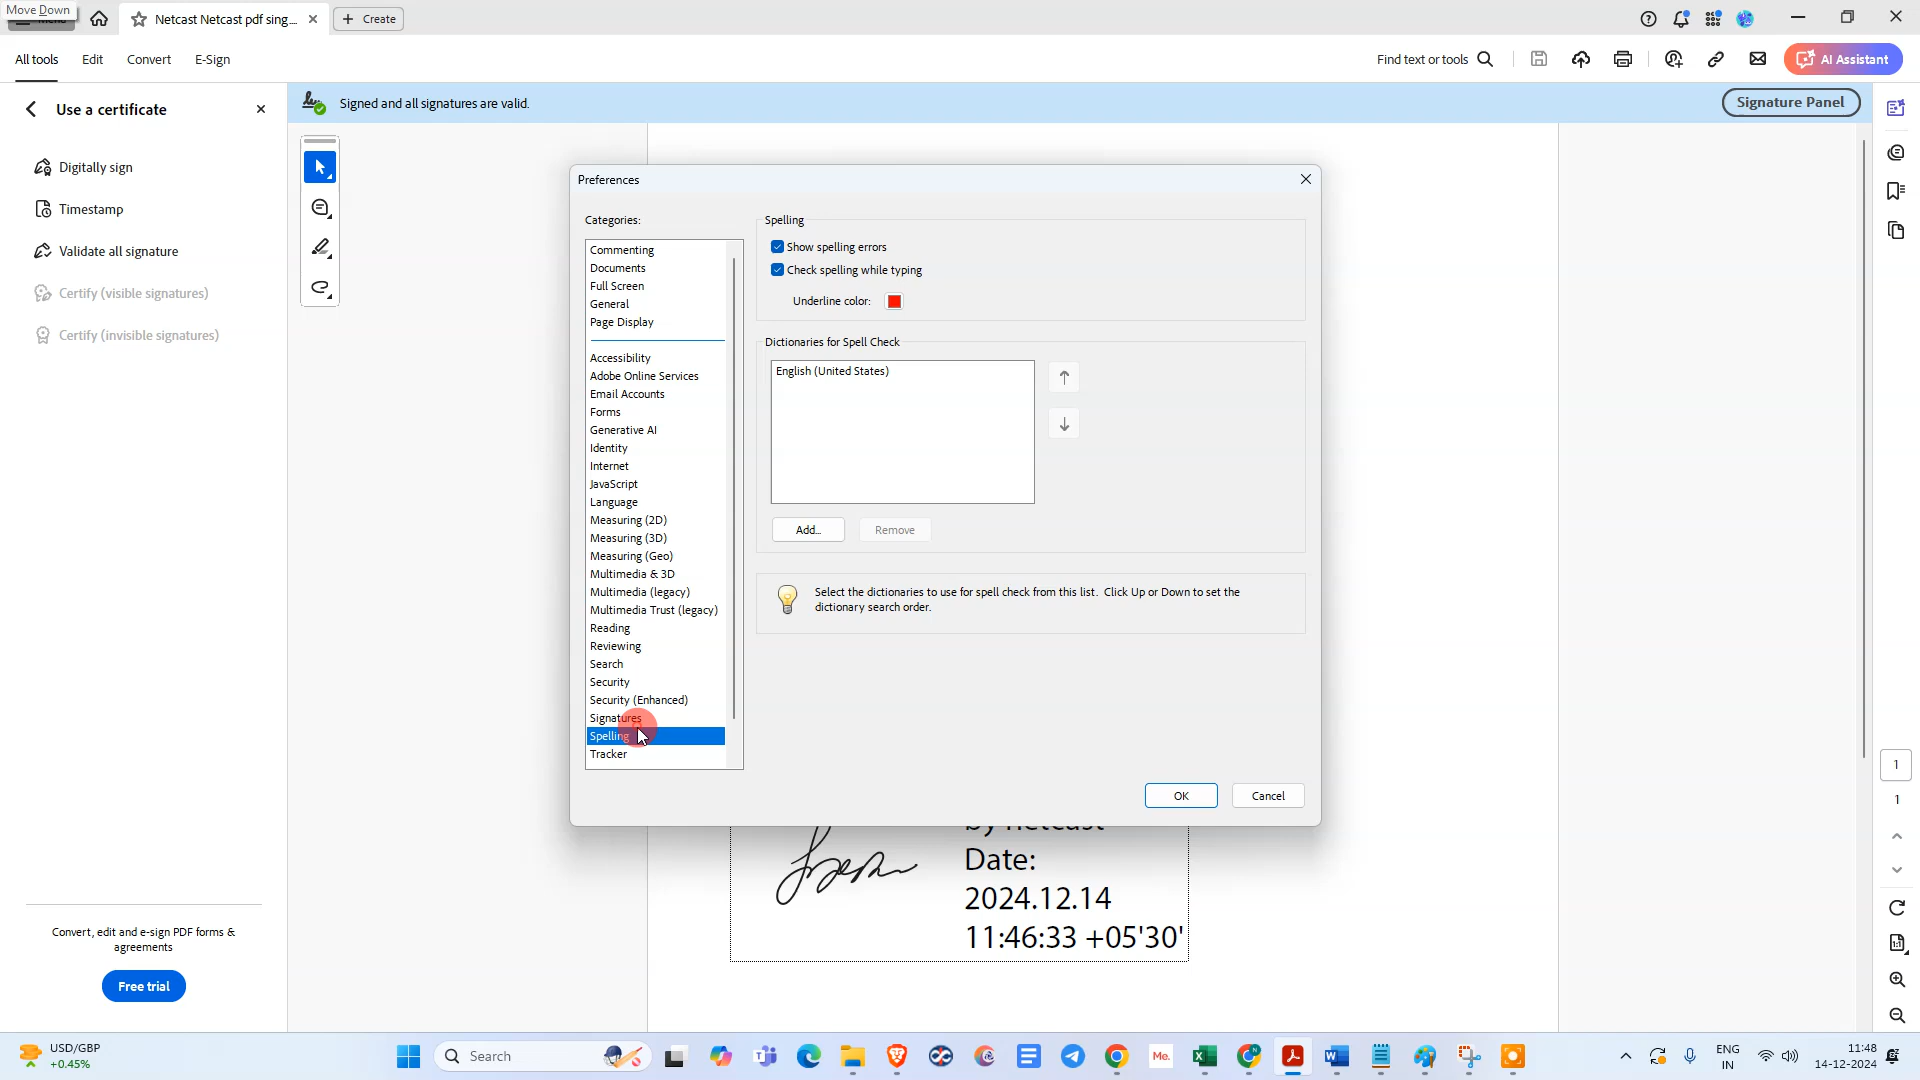 Move Down
Netcast Netcast pdf sing...
Create
All tools
Edit
Convert
E-Sign
Find text or tools
AI Assistant
Use a certificate
Signed and all signatures are valid.
Signature Panel
Digitally sign
Timestamp
Validate all signature
Certify (visible signatures)
Certify (invisible signatures)
Preferences
Categories:
Commenting
Documents
Full Screen
General
Page Display
Accessibility
Adobe Online Services
Email Accounts
Forms
Generative AI
Identity
Internet
JavaScript
Language
Measuring (2D)
Measuring (3D)
Measuring (Geo)
Multimedia & 3D
Multimedia (legacy)
Multimedia Trust (legacy)
Reading
Reviewing
Search
Security
Security (Enhanced)
Signatures
Spelling
Tracker
Spelling
Show spelling errors
Check spelling while typing
Underline color:
Dictionaries for Spell Check
English (United States)
Add...
Remove
Select the dictionaries to use for spell check from this list. Click Up or Down to set the
dictionary search order.
OK
Cancel
by netcast
Date:
2024.12.14
11:46:33 +05'30'
1
1
Convert, edit and e-sign PDF forms &
agreements
Free trial
USD/GBP
+0.45%
Search
Me.
ENG
IN
11:48
14-12-2024